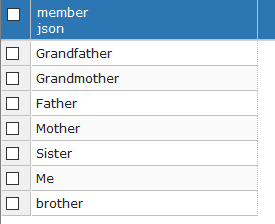 member
json
Grandfather
Grandmother
Father
Mother
Sister
Me
brother